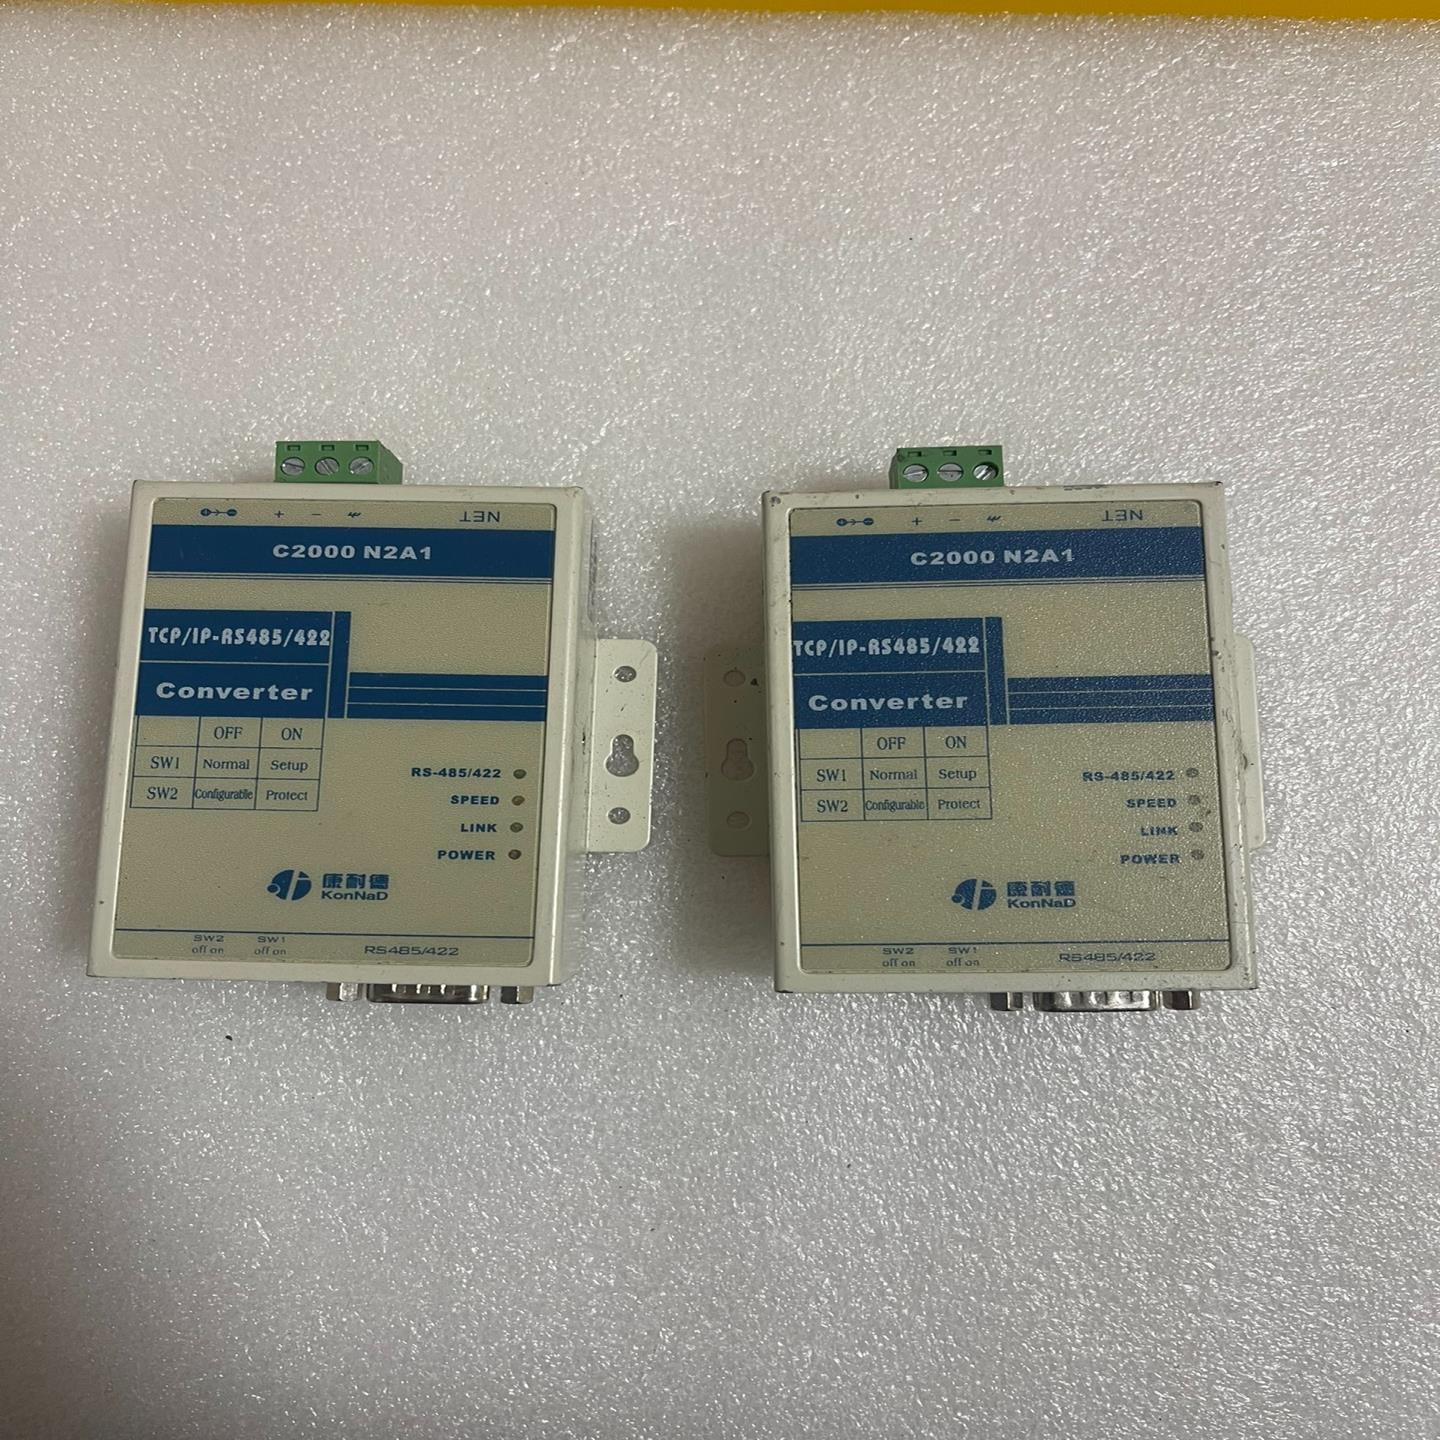 + − NET
C2000 N2A1
TCP/IP-RS485/422
Converter
OFF ON
SW1 Normal Setup
SW2 Configurable Protect
RS-485/422
SPEED
LINK
POWER
康耐德
KonNaD
SW2 SW1
off on off on RS485/422
+ − NET
C2000 N2A1
TCP/IP-RS485/422
Converter
OFF ON
SW1 Normal Setup
SW2 Configurable Protect
RS-485/422
SPEED
LINK
POWER
康耐德
KonNaD
SW2 SW1
off on off on RS485/422